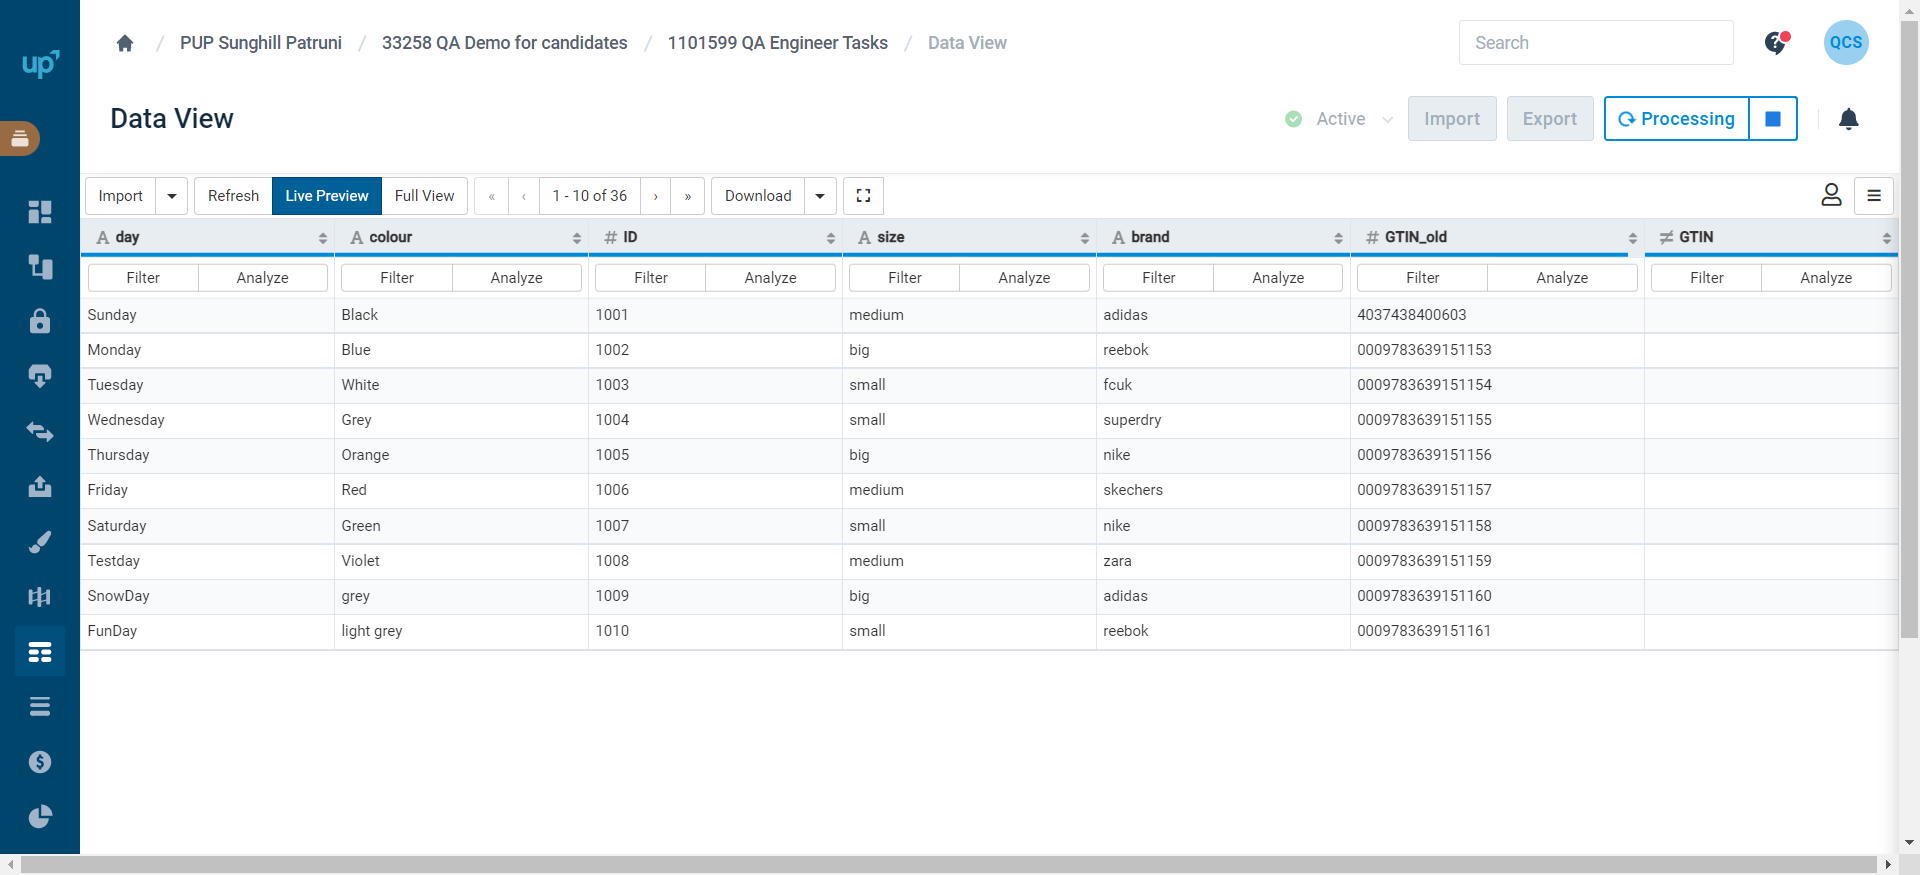 up
PUP Sunghill Patruni / 33258 QA Demo for candidates / 1101599 QA Engineer Tasks / Data View
Search
QCS
Data View
Active
Import
Export
Processing
Import
Refresh
Live Preview
Full View
« ‹ 1 - 10 of 36 › »
Download
day colour # ID size brand # GTIN_old ≠ GTIN
Filter Analyze Filter Analyze Filter Analyze Filter Analyze Filter Analyze Filter Analyze Filter Analyze
Sunday Black 1001 medium adidas 4037438400603
Monday Blue 1002 big reebok 0009783639151153
Tuesday White 1003 small fcuk 0009783639151154
Wednesday Grey 1004 small superdry 0009783639151155
Thursday Orange 1005 big nike 0009783639151156
Friday Red 1006 medium skechers 0009783639151157
Saturday Green 1007 small nike 0009783639151158
Testday Violet 1008 medium zara 0009783639151159
SnowDay grey 1009 big adidas 0009783639151160
FunDay light grey 1010 small reebok 0009783639151161